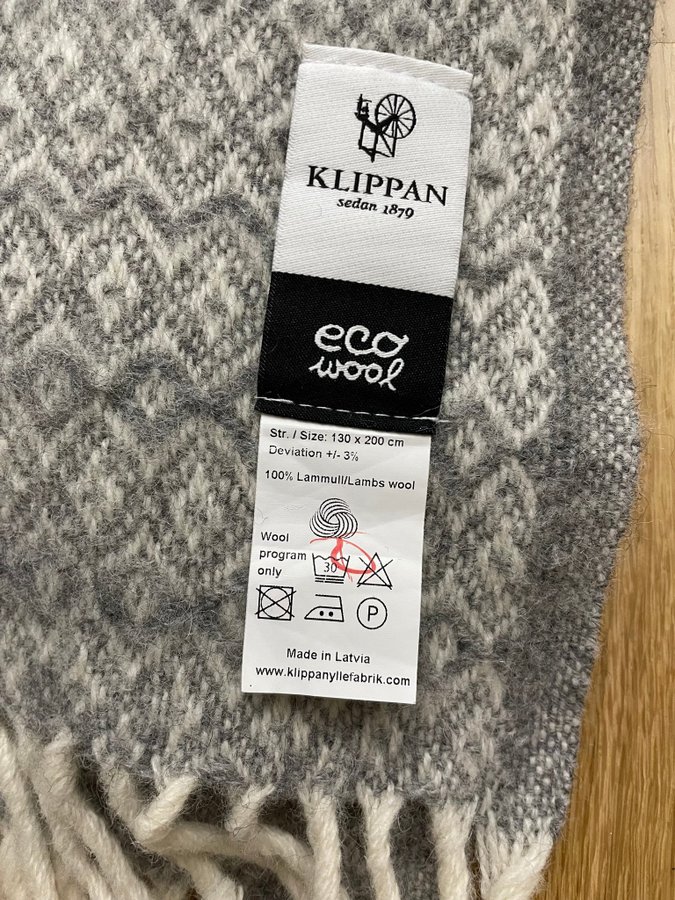 KLIPPAN
sedan 1879
eco
wool
Str. / Size: 130 x 200 cm
Deviation +/- 3%
100% Lammull/Lambs wool
Wool
program
only
30
P
Made in Latvia
www.klippanyllefabrik.com